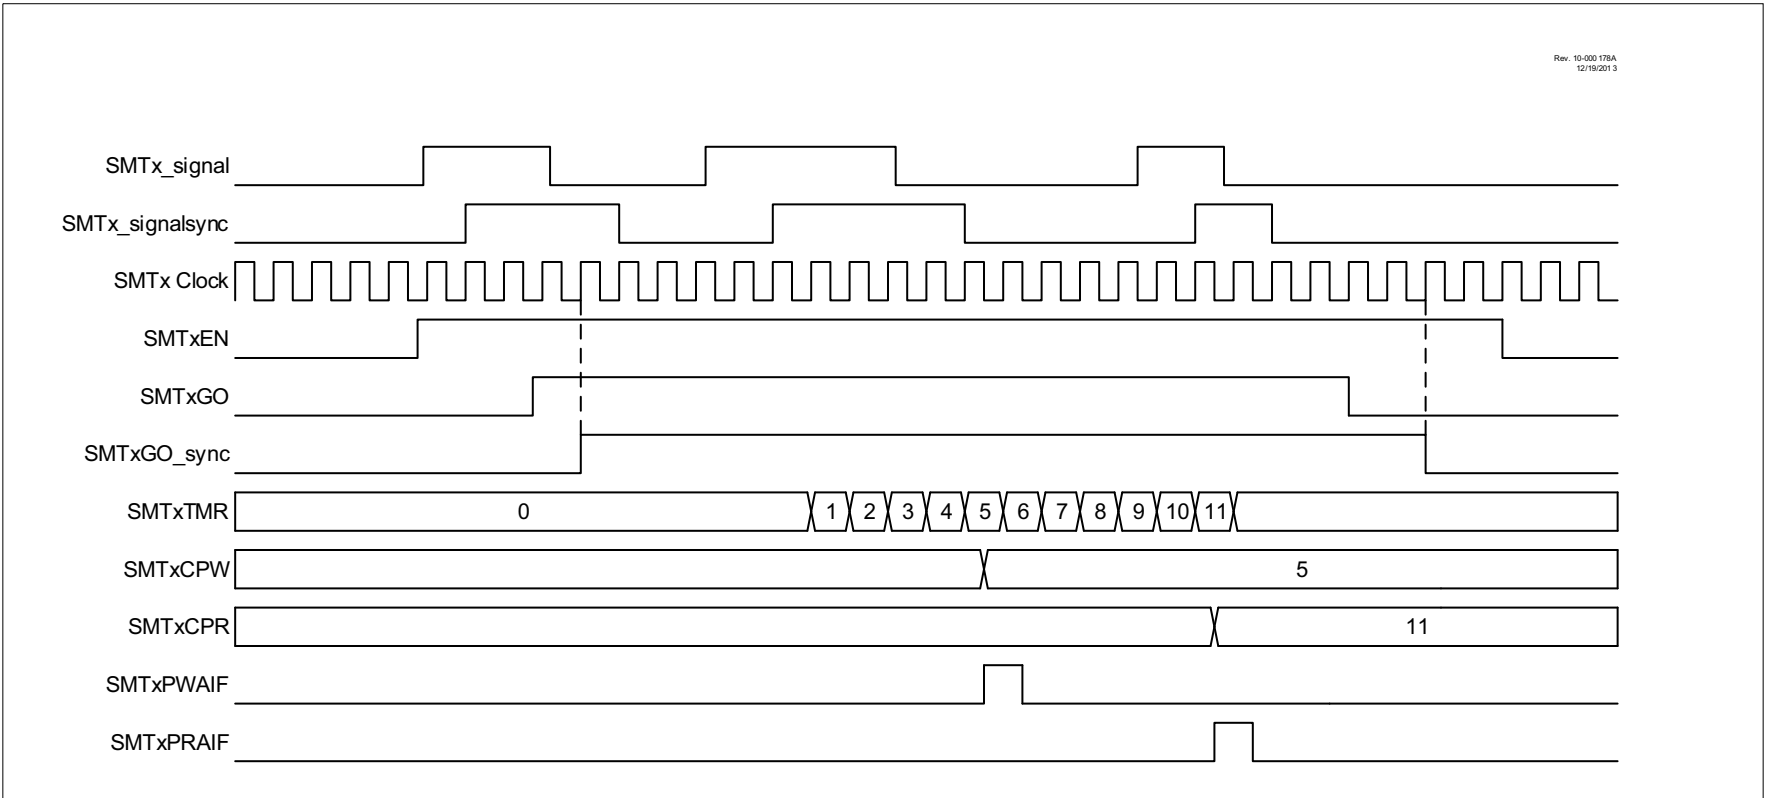 Rev. 10-000 178A
12/19/201 3
SMTx_signal
SMTx_signalsync
SMTx Clock
SMTxEN
SMTxGO
SMTxGO_sync
SMTxTMR 0 1 2 3 4 5 6 7 8 9 10 11
SMTxCPW 5
SMTxCPR 11
SMTxPWAIF
SMTxPRAIF